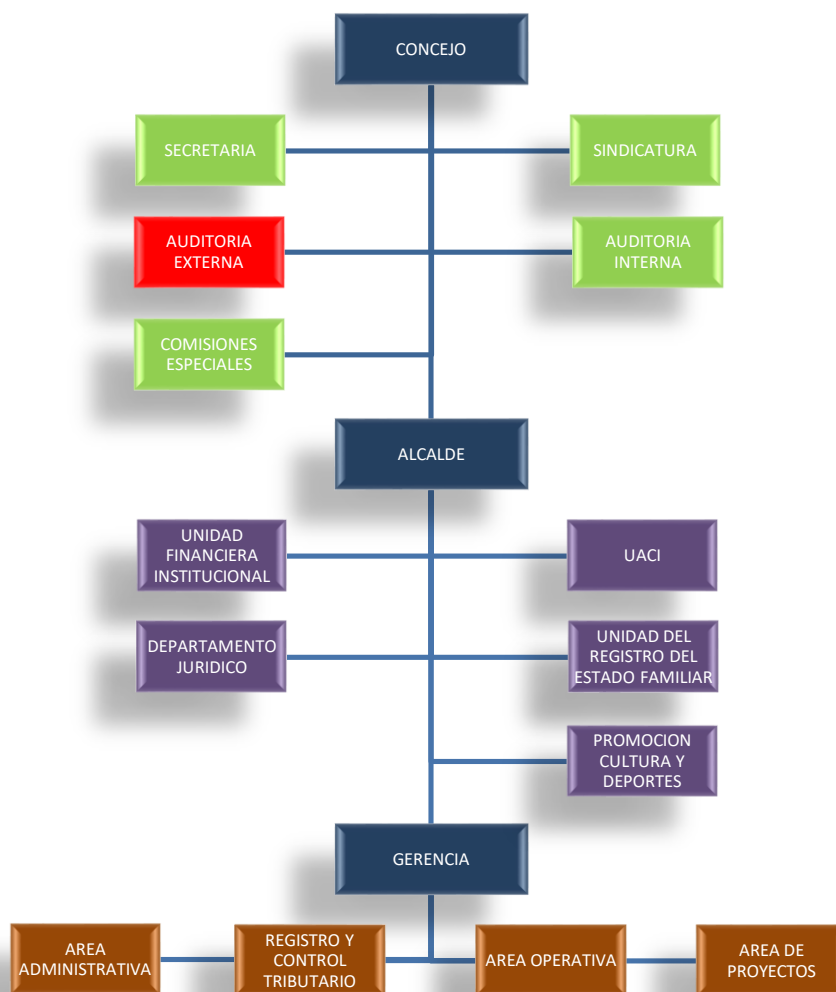 CONCEJO
SECRETARIA
SINDICATURA
AUDITORIA
EXTERNA
AUDITORIA
INTERNA
COMISIONES
ESPECIALES
ALCALDE
UNIDAD
FINANCIERA
INSTITUCIONAL
UACI
DEPARTAMENTO
JURIDICO
UNIDAD DEL
REGISTRO DEL
ESTADO FAMILIAR
PROMOCION
CULTURA Y
DEPORTES
GERENCIA
AREA
ADMINISTRATIVA
REGISTRO Y
CONTROL
TRIBUTARIO
AREA OPERATIVA
AREA DE
PROYECTOS